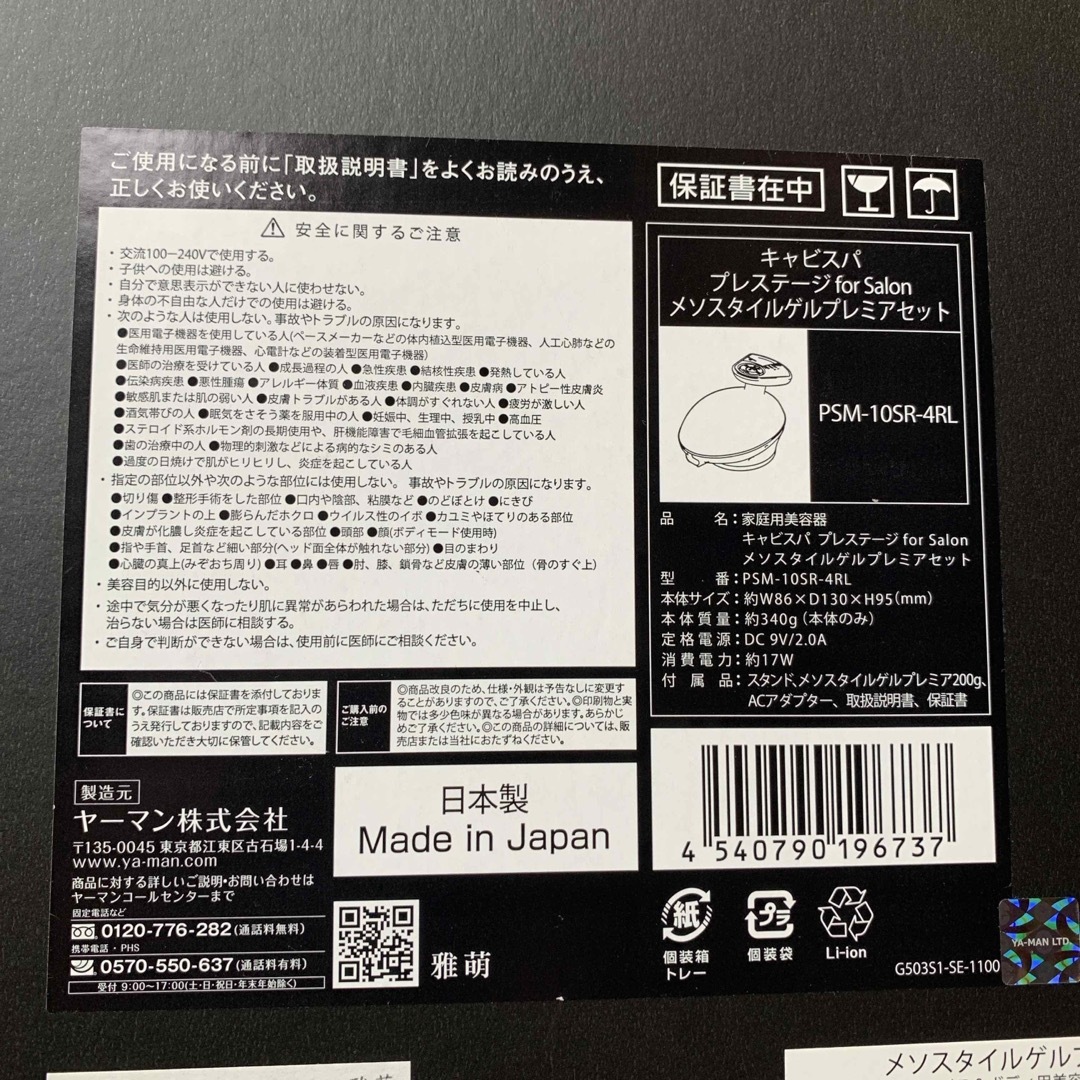 ご使用になる前に「取扱説明書」をよくお読みのうえ、
正しくお使いください。
⚠ 安全に関するご注意
・交流100−240Vで使用する。
・子供への使用は避ける。
・自分で意思表示ができない人に使わせない。
・身体の不自由な人だけでの使用は避ける。
・次のような人は使用しない。事故やトラブルの原因になります。
●医用電子機器を使用している人(ペースメーカーなどの体内植込型医用電子機器、人工心肺などの
生命維持用医用電子機器、心電計などの装着型医用電子機器)
●医師の治療を受けている人 ●成長過程の人 ●急性疾患 ●結核性疾患 ●発熱している人
●伝染病疾患 ●悪性腫瘍 ●アレルギー体質 ●血液疾患 ●内臓疾患 ●皮膚病 ●アトピー性皮膚炎
●敏感肌または肌の弱い人 ●皮膚トラブルがある人 ●体調がすぐれない人 ●疲労が激しい人
●酒気帯びの人 ●眠気をさそう薬を服用中の人 ●妊娠中、生理中、授乳中 ●高血圧
●ステロイド系ホルモン剤の長期使用や、肝機能障害で毛細血管拡張を起こしている人
●歯の治療中の人 ●物理的刺激などによる病的なシミのある人
●過度の日焼けで肌がヒリヒリし、炎症を起こしている人
・指定の部位以外や次のような部位には使用しない。 事故やトラブルの原因になります。
●切り傷 ●整形手術をした部位 ●口内や陰部、粘膜など ●のどぼとけ ●にきび
●インプラントの上 ●膨らんだホクロ ●ウイルス性のイボ ●カユミやほてりのある部位
●皮膚が化膿し炎症を起こしている部位 ●頭部 ●顔(ボディモード使用時)
●指や手首、足首など細い部分(ヘッド面全体が触れない部分) ●目のまわり
●心臓の真上(みぞおち周り) ●耳 ●鼻 ●唇 ●肘、膝、鎖骨など皮膚の薄い部位（骨のすぐ上）
・美容目的以外に使用しない。
・途中で気分が悪くなったり肌に異常があらわれた場合は、ただちに使用を中止し、
治らない場合は医師に相談する。
・ご自身で判断ができない場合は、使用前に医師にご相談ください。
保証書に
ついて
◎この商品には保証書を添付しておりま
す。保証書は販売店で所定事項を記入の
うえ発行しておりますので、記載内容をご
確認いただき大切に保管してください。
ご購入前の
ご注意
◎商品改良のため、仕様・外観は予告なしに変更す
ることがありますので、ご了承ください。◎印刷物と実
物では多少色味が異なる場合があります。あらかじ
めご了承ください。◎この商品の詳細については、販
売店または当社におたずねください。
製造元
ヤーマン株式会社
〒135-0045 東京都江東区古石場1-4-4
www.ya-man.com
商品に対する詳しいご説明・お問い合わせは
ヤーマンコールセンターまで
固定電話など
0120-776-282(通話料無料)
携帯電話・PHS
0570-550-637(通話料有料)
受付 9:00〜17:00(土・日・祝日・年末年始除く)
日本製
Made in Japan
雅萌
保証書在中
キャビスパ
プレステージ for Salon
メソスタイルゲルプレミアセット
PSM-10SR-4RL
品 名：家庭用美容器
キャビスパ プレステージ for Salon
メソスタイルゲルプレミアセット
型 番：PSM-10SR-4RL
本体サイズ：約W86×D130×H95(mm)
本体質量：約340g（本体のみ）
定格電源：DC 9V/2.0A
消費電力：約17W
付属品：スタンド、メソスタイルゲルプレミア200g、
ACアダプター、取扱説明書、保証書
4 540790 196737
紙
個装箱
トレー
プラ
個装袋
Li-ion
G503S1-SE-1100
YA-MAN LTD.
メソスタイルゲルプ